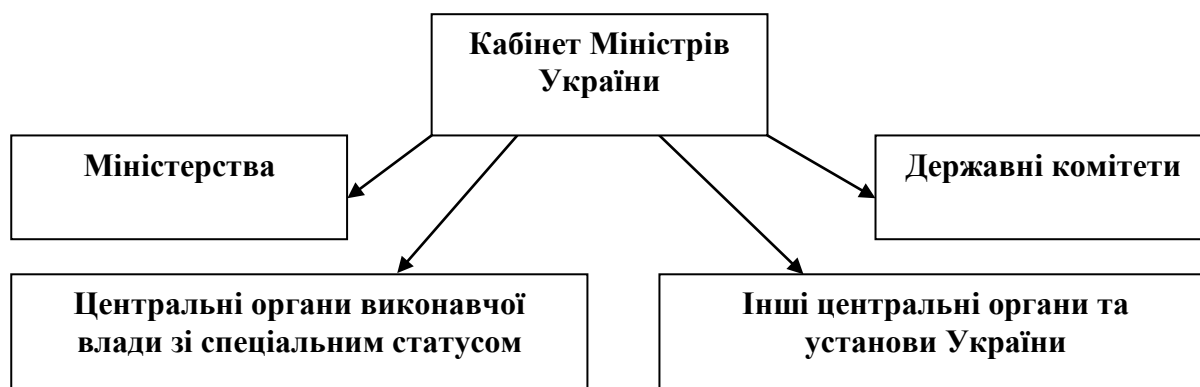 Кабінет Міністрів
України
Міністерства
Державні комітети
Центральні органи виконавчої
влади зі спеціальним статусом
Інші центральні органи та
установи України